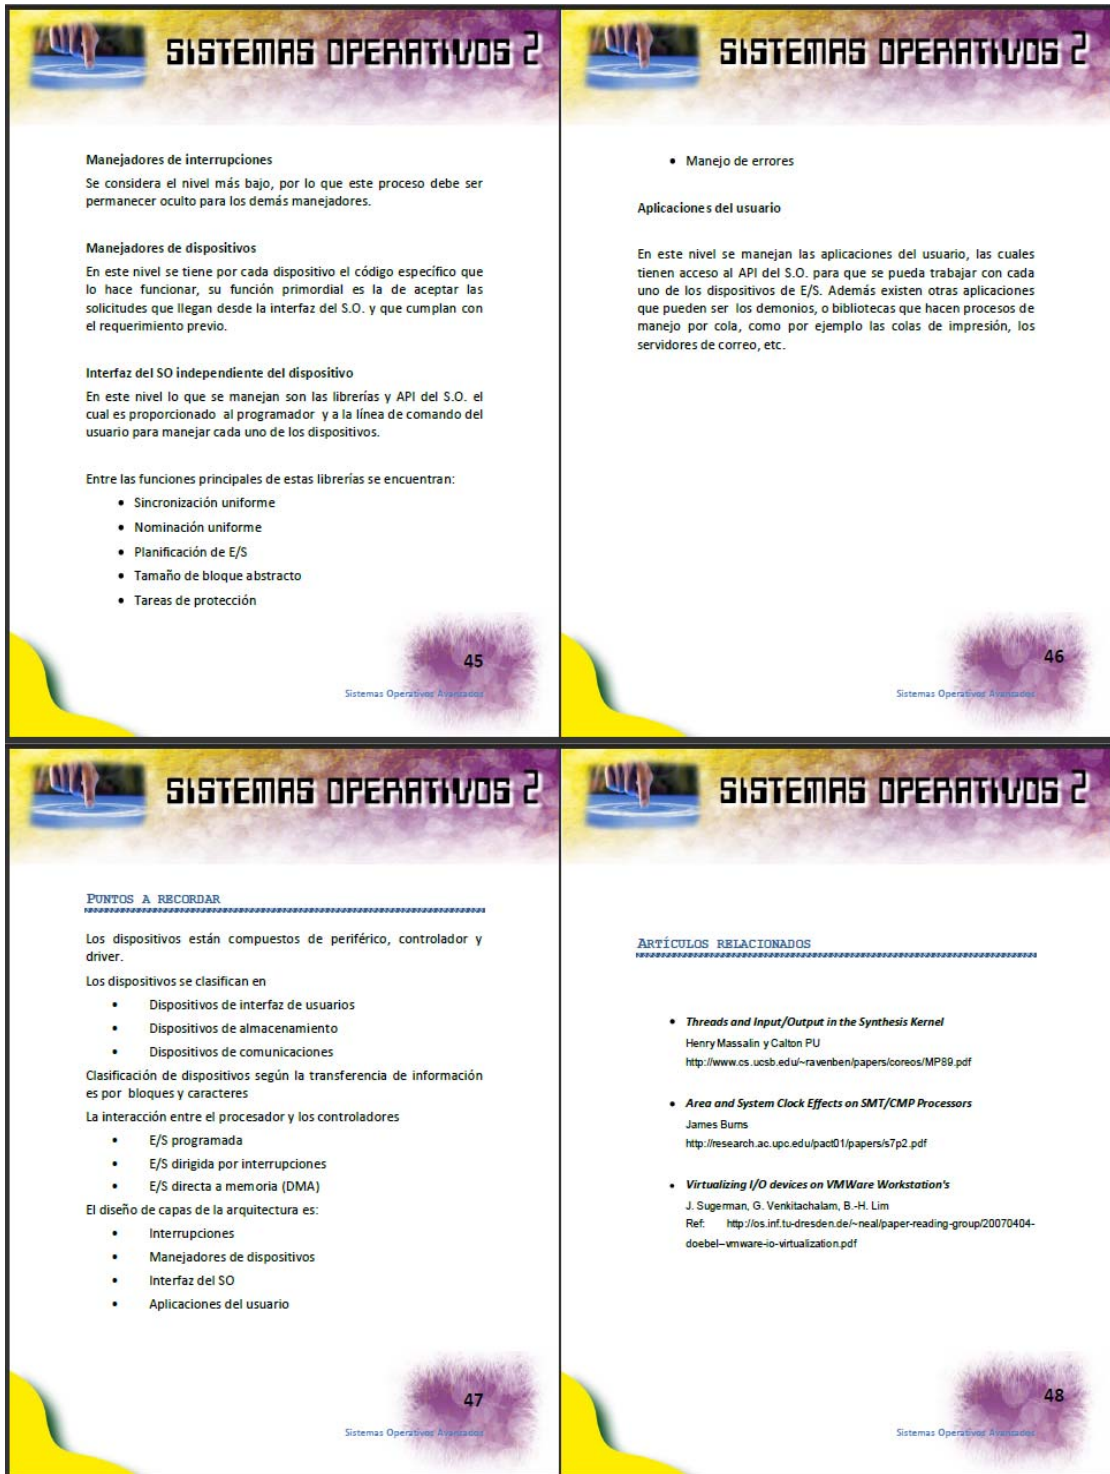 SISTEMAS OPERATIVOS 2
Manejadores de interrupciones
Se considera el nivel más bajo, por lo que este proceso debe ser
permanecer oculto para los demás manejadores.
Manejadores de dispositivos
En este nivel se tiene por cada dispositivo el código específico que
lo hace funcionar, su función primordial es la de aceptar las
solicitudes que llegan desde la interfaz del S.O. y que cumplan con
el requerimiento previo.
Interfaz del SO independiente del dispositivo
En este nivel lo que se manejan son las librerías y API del S.O. el
cual es proporcionado al programador y a la línea de comando del
usuario para manejar cada uno de los dispositivos.
Entre las funciones principales de estas librerías se encuentran:
• Sincronización uniforme
• Nominación uniforme
• Planificación de E/S
• Tamaño de bloque abstracto
• Tareas de protección
45
Sistemas Operativos Avanzados
SISTEMAS OPERATIVOS 2
• Manejo de errores
Aplicaciones del usuario
En este nivel se manejan las aplicaciones del usuario, las cuales
tienen acceso al API del S.O. para que se pueda trabajar con cada
uno de los dispositivos de E/S. Además existen otras aplicaciones
que pueden ser los demonios, o bibliotecas que hacen procesos de
manejo por cola, como por ejemplo las colas de impresión, los
servidores de correo, etc.
46
Sistemas Operativos Avanzados
SISTEMAS OPERATIVOS 2
PUNTOS A RECORDAR
Los dispositivos están compuestos de periférico, controlador y
driver.
Los dispositivos se clasifican en
• Dispositivos de interfaz de usuarios
• Dispositivos de almacenamiento
• Dispositivos de comunicaciones
Clasificación de dispositivos según la transferencia de información
es por bloques y caracteres
La interacción entre el procesador y los controladores
• E/S programada
• E/S dirigida por interrupciones
• E/S directa a memoria (DMA)
El diseño de capas de la arquitectura es:
• Interrupciones
• Manejadores de dispositivos
• Interfaz del SO
• Aplicaciones del usuario
47
Sistemas Operativos Avanzados
SISTEMAS OPERATIVOS 2
ARTÍCULOS RELACIONADOS
• Threads and Input/Output in the Synthesis Kernel
Henry Massalin y Calton PU
http://www.cs.ucsb.edu/~ravenben/papers/coreos/MP89.pdf
• Area and System Clock Effects on SMT/CMP Processors
James Burns
http://research.ac.upc.edu/pact01/papers/s7p2.pdf
• Virtualizing I/O devices on VMWare Workstation's
J. Sugerman, G. Venkitachalam, B.-H. Lim
Ref: http://os.inf.tu-dresden.de/~neal/paper-reading-group/20070404-
doebel–vmware-io-virtualization.pdf
48
Sistemas Operativos Avanzados